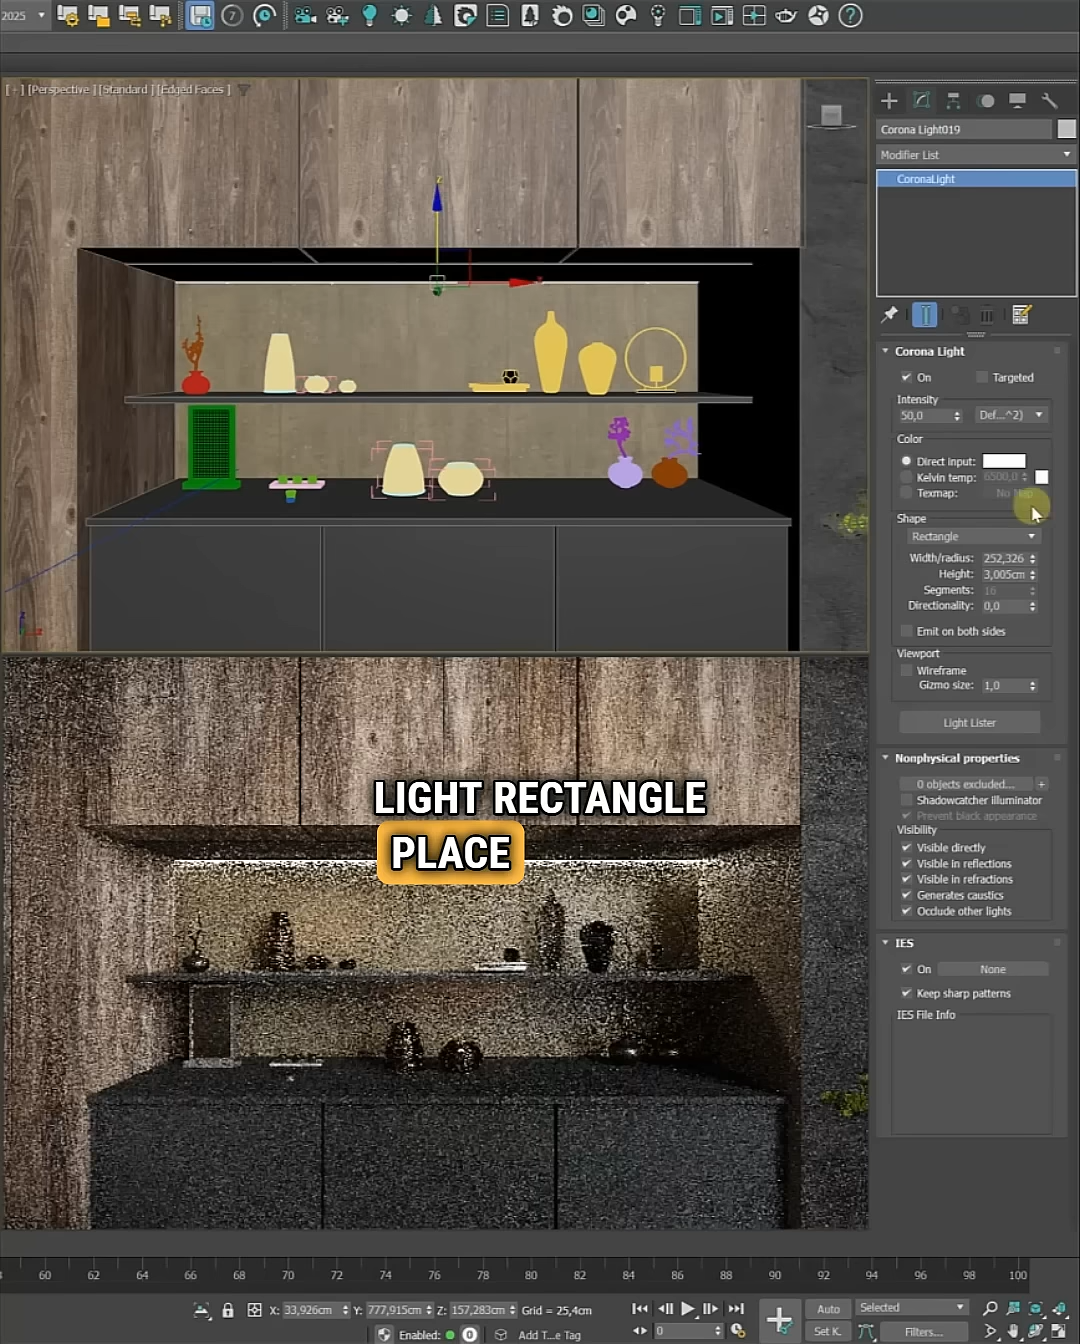 2025
7
?
[ + ] [Perspective ] [Standard ] [Edged Faces ]
z
x
Corona Light019
Modifier List
CoronaLight
Corona Light
On
Targeted
Intensity
50,0
Def...^2)
Color
Direct input:
Kelvin temp: 6500,0
Texmap:
Shape
Rectangle
Width/radius: 252,326
Height: 3,005cm
Segments: 16
Directionality: 0,0
Emit on both sides
Viewport
Wireframe
Gizmo size: 1,0
Light Lister
Nonphysical properties
0 objects excluded... +
Shadowcatcher illuminator
Prevent black appearance
Visibility
Visible directly
Visible in reflections
Visible in refractions
Generates caustics
Occlude other lights
IES
On
None
Keep sharp patterns
IES File Info
LIGHT RECTANGLE
PLACE
60 62 64 66 68 70 72 74 76 78 80 82 84 86 88 90 92 94 96 98 100
X: 33,926cm Y: 777,915cm Z: 157,283cm Grid = 25,4cm
Auto
Selected
Enabled: 0
Add T...e Tag
0
Set K.
Filters...